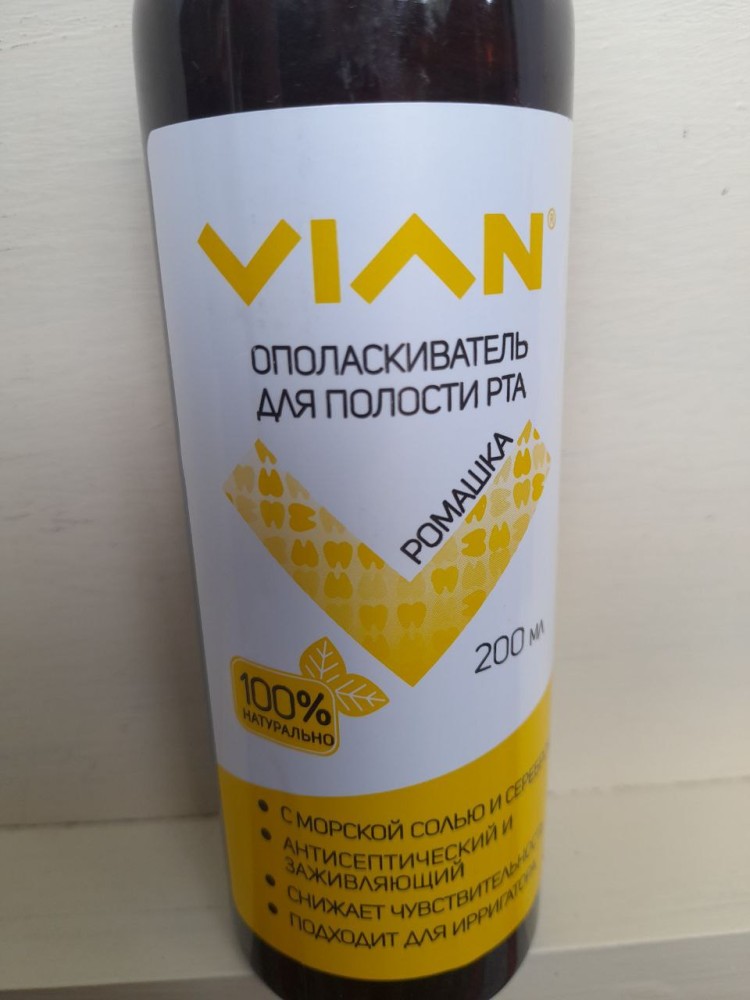 VIAN®
ОПОЛАСКИВАТЕЛЬ
ДЛЯ ПОЛОСТИ РТА
РОМАШКА
200 мл
100%
НАТУРАЛЬНО
• С МОРСКОЙ СОЛЬЮ И
• АНТИСЕПТИЧЕСКИЙ И
ЗАЖИВЛЯЮЩИЙ
• СНИЖАЕТ
• ПОДХОДИТ ДЛЯ